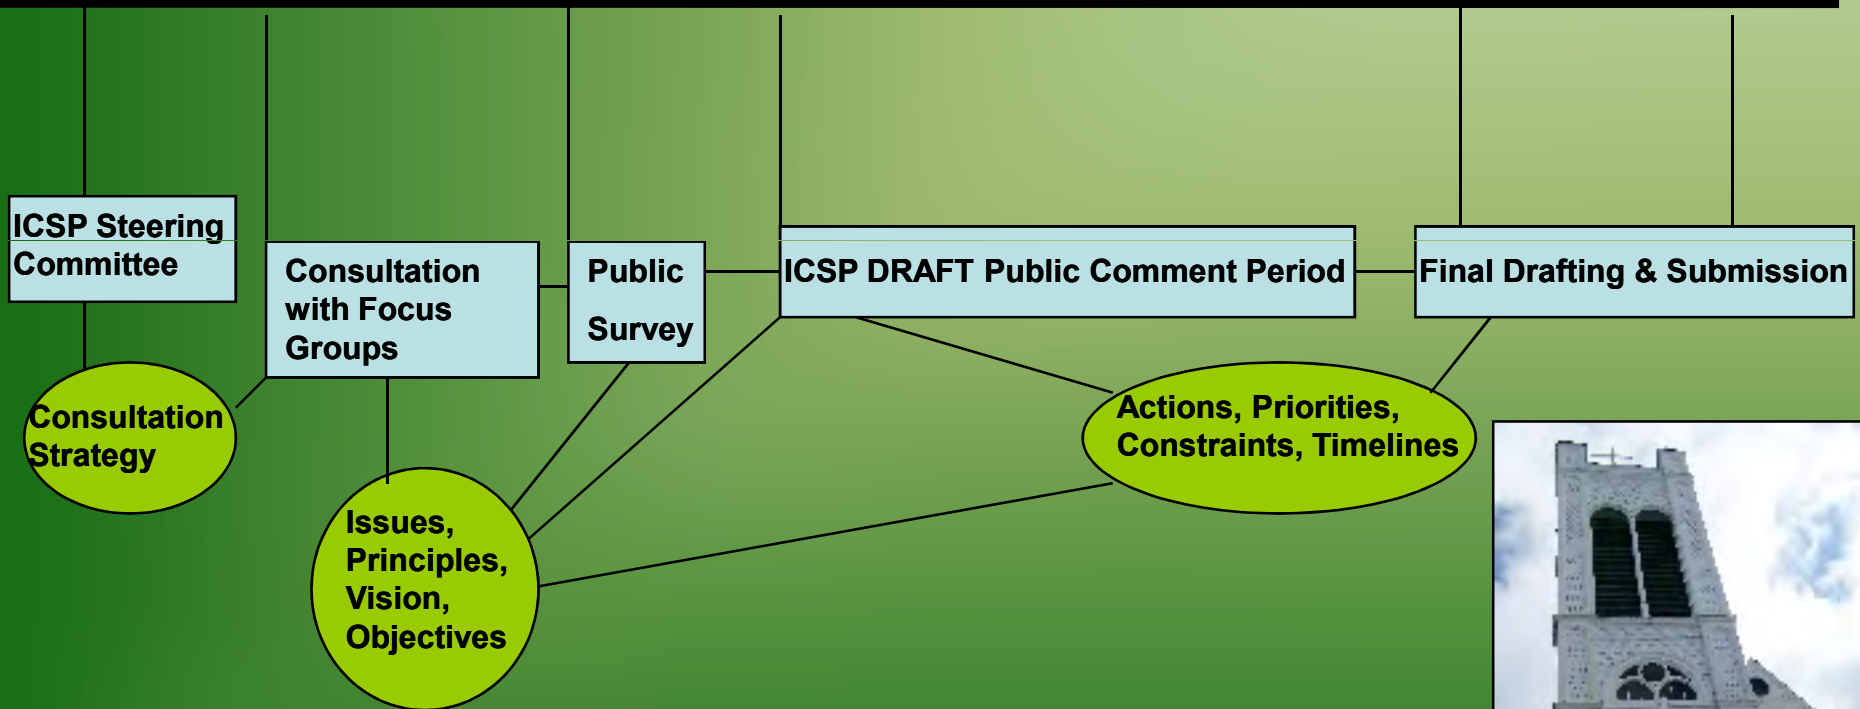 ICSP Steering
Committee
Consultation
with Focus
Groups
Public
Survey
ICSP DRAFT Public Comment Period
Final Drafting & Submission
Consultation
Strategy
Issues,
Principles,
Vision,
Objectives
Actions, Priorities,
Constraints, Timelines